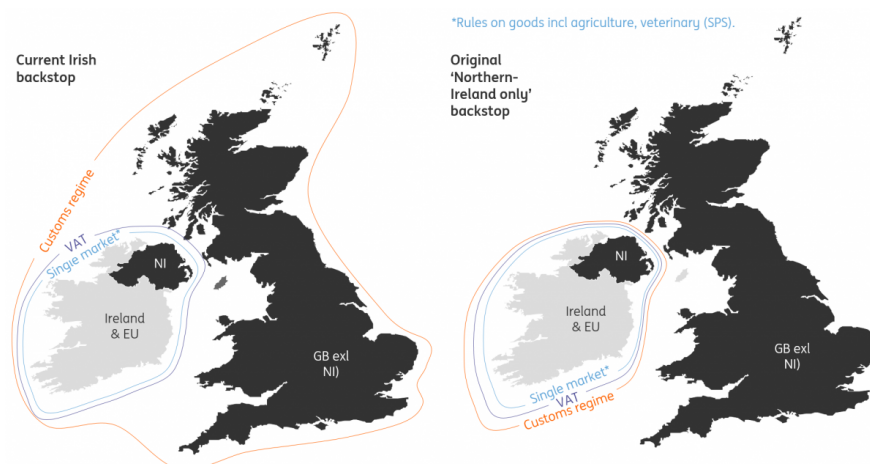 *Rules on goods incl agriculture, veterinary (SPS).
Current Irish
backstop
Customs regime
VAT
Single market*
NI
Ireland
& EU
GB exl
NI)
Original
‘Northern-
Ireland only’
backstop
NI
Ireland
& EU
GB exl
NI)
Single market*
VAT
Customs regime